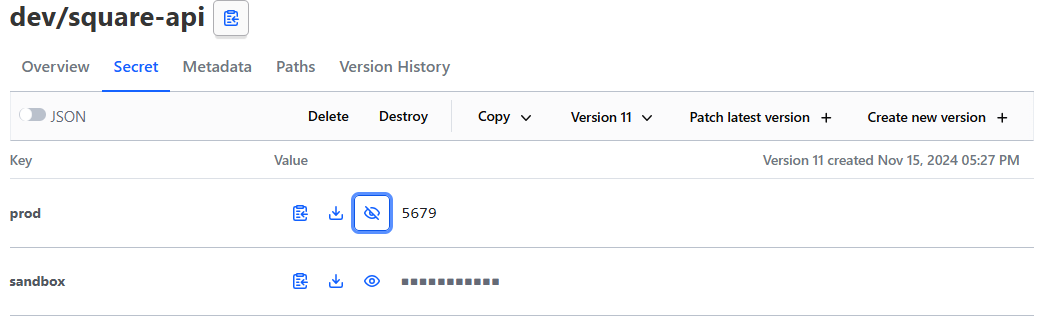 dev/square-api
Overview Secret Metadata Paths Version History
JSON Delete Destroy Copy Version 11 Patch latest version + Create new version +
Key Value Version 11 created Nov 15, 2024 05:27 PM
prod 5679
sandbox ▪▪▪▪▪▪▪▪▪▪▪